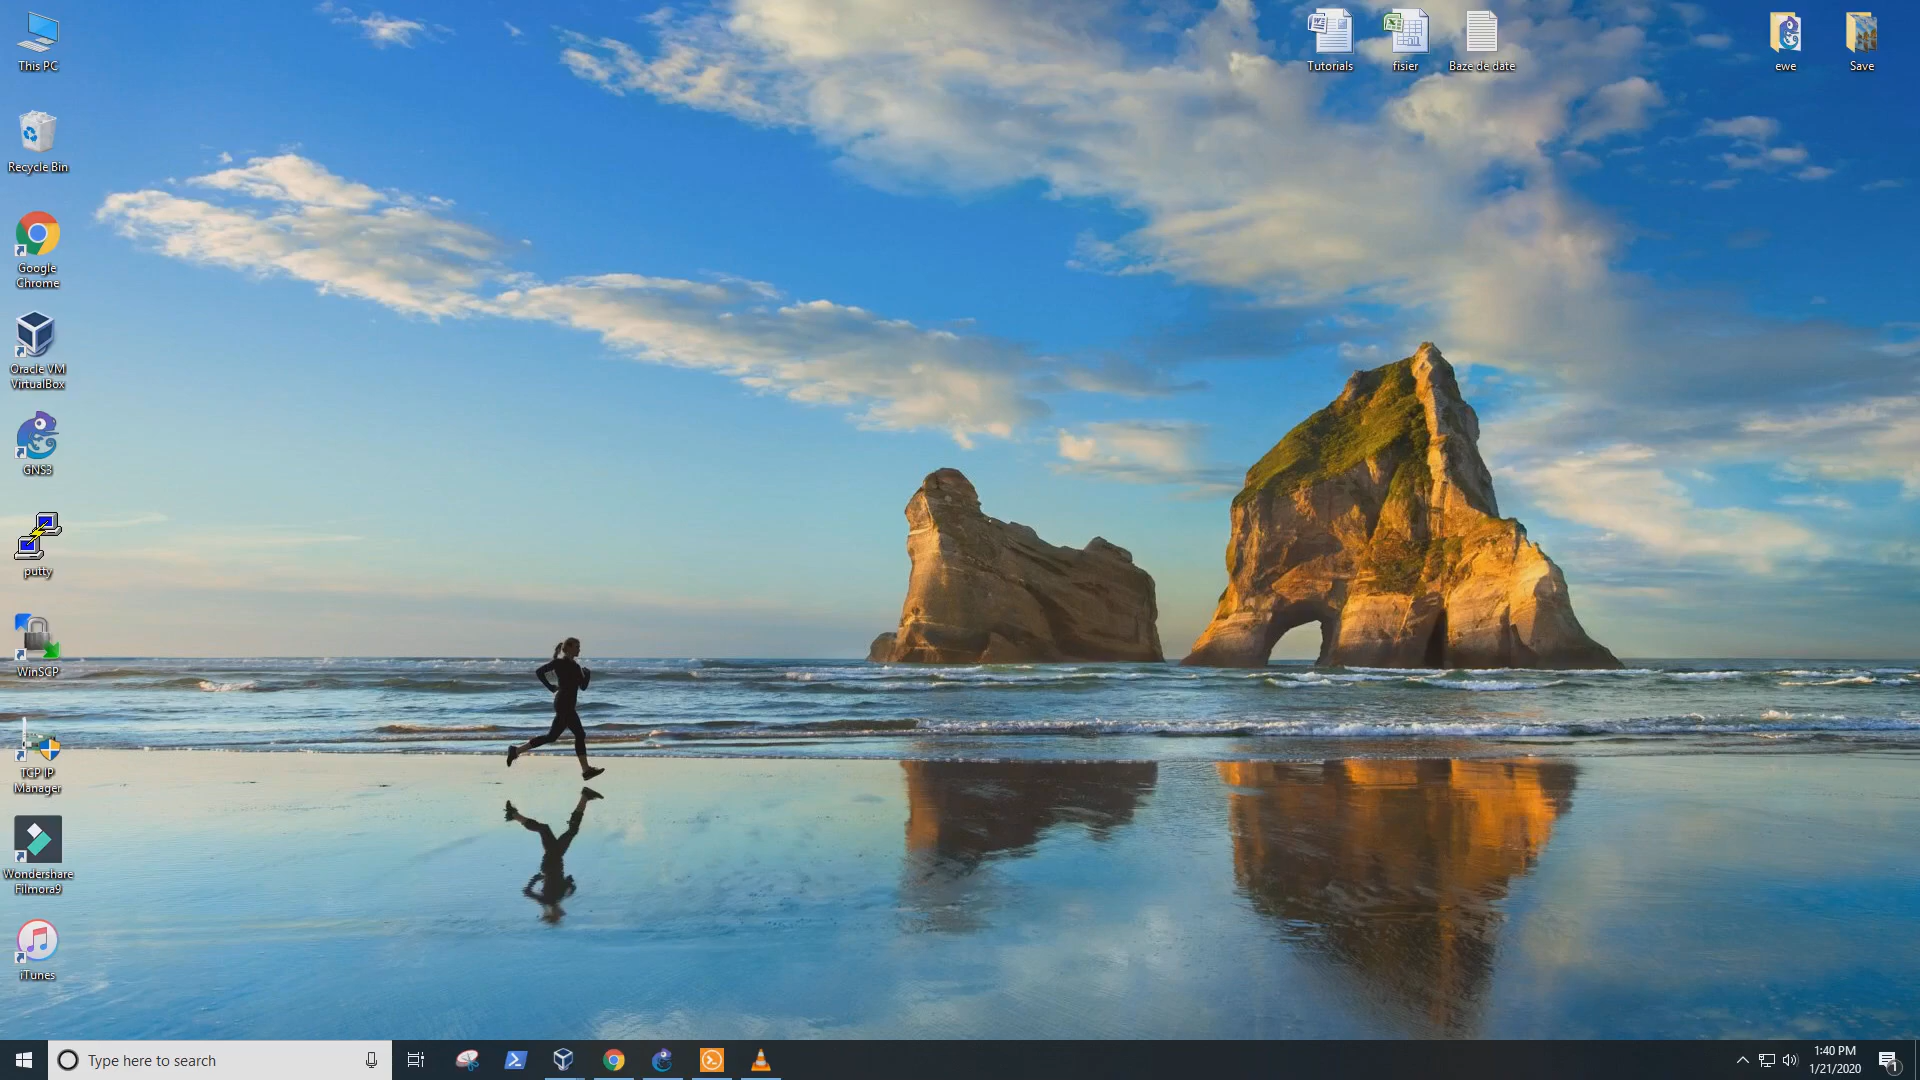 This PC
Recycle Bin
Google
Chrome
Oracle VM
VirtualBox
GNS3
putty
WinSCP
TCP IP
Manager
Wondershare
Filmora9
iTunes
Tutorials
fisier
Baze de date
ewe
Save
Type here to search
1:40 PM
1/21/2020
1